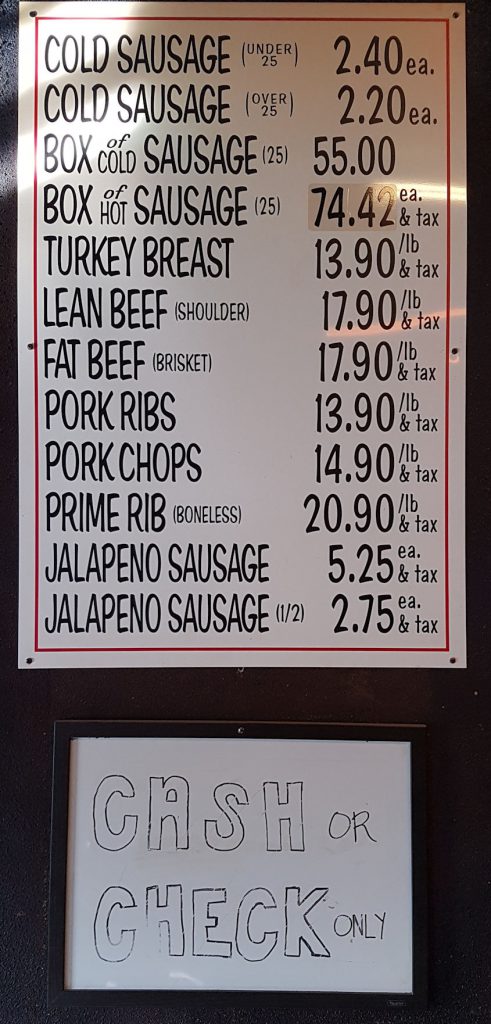 COLD SAUSAGE (UNDER 25) 2.40 ea.
COLD SAUSAGE (OVER 25) 2.20 ea.
BOX of COLD SAUSAGE (25) 55.00
BOX of HOT SAUSAGE (25) 74.42 ea. & tax
TURKEY BREAST 13.90 /lb & tax
LEAN BEEF (SHOULDER) 17.90 /lb & tax
FAT BEEF (BRISKET) 17.90 /lb & tax
PORK RIBS 13.90 /lb & tax
PORK CHOPS 14.90 /lb & tax
PRIME RIB (BONELESS) 20.90 /lb & tax
JALAPENO SAUSAGE 5.25 ea. & tax
JALAPENO SAUSAGE (1/2) 2.75 ea. & tax
CASH OR
CHECK ONLY